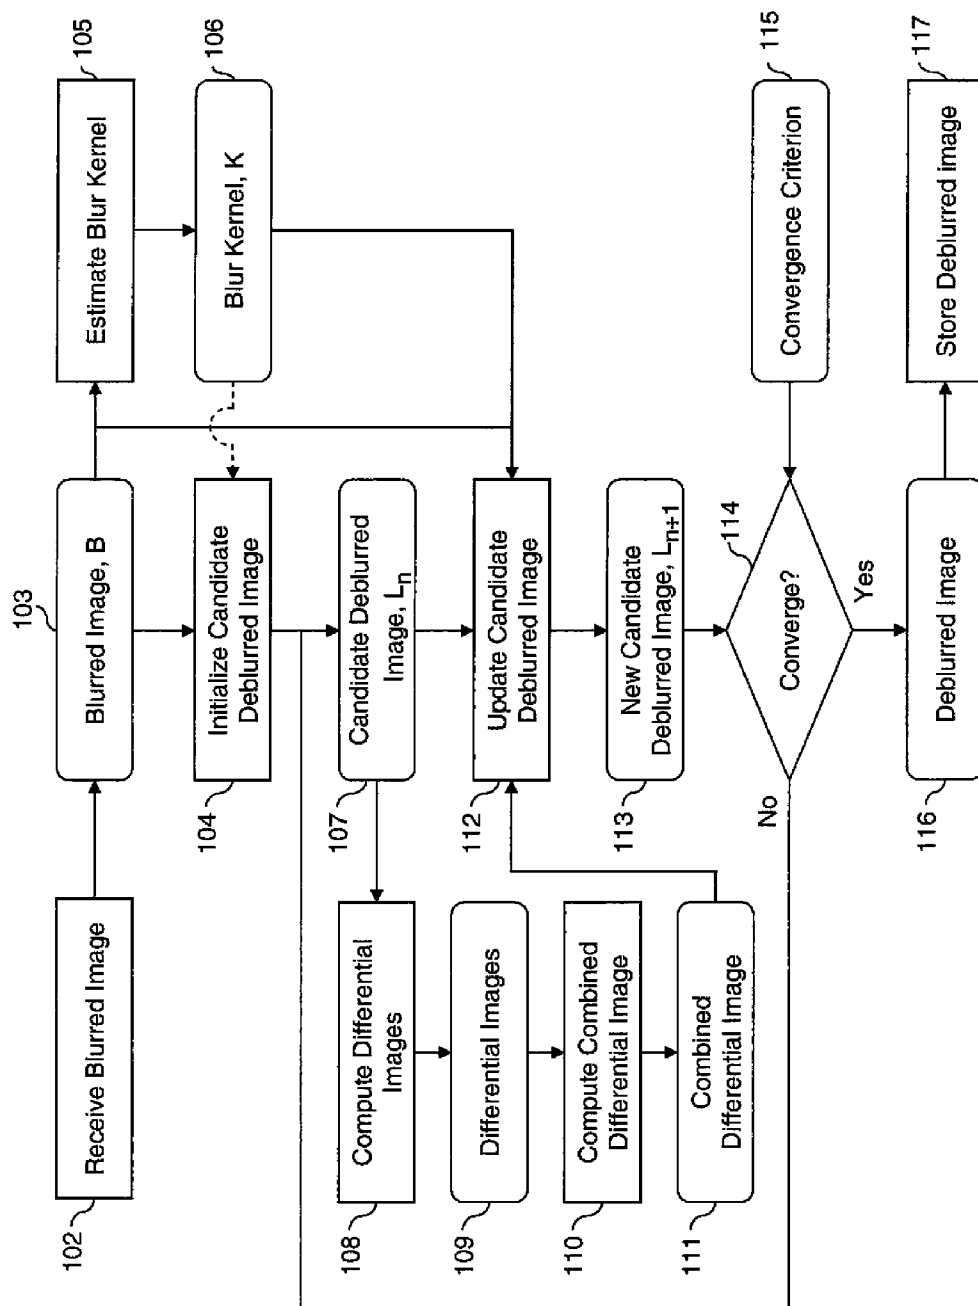 102
Receive Blurred Image
103
Blurred Image, B
105
Estimate Blur Kernel
104
Initialize Candidate
Deblurred Image
106
Blur Kernel, K
107
Candidate Deblurred
Image, Ln
108
Compute Differential
Images
109
Differential Images
110
Compute Combined
Differential Image
111
Combined
Differential Image
112
Update Candidate
Deblurred Image
113
New Candidate
Deblurred Image, Ln+1
114
Converge?
No
Yes
115
Convergence Criterion
116
Deblurred Image
117
Store Deblurred image